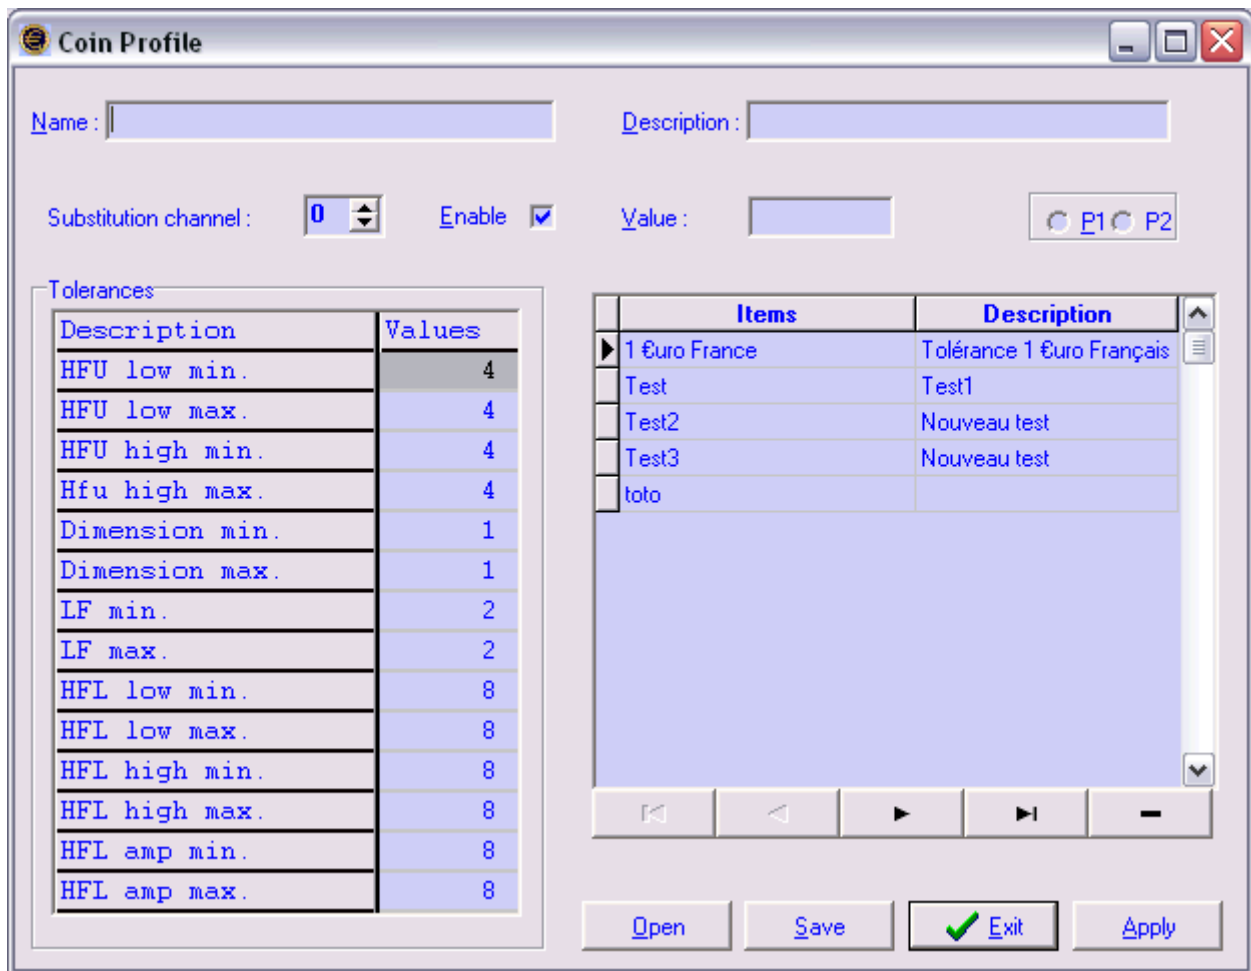 Coin Profile
Name : Description :
Substitution channel : 0 Enable Value : P1 P2
Tolerances
Description Values
HFU low min. 4
HFU low max. 4
HFU high min. 4
Hfu high max. 4
Dimension min. 1
Dimension max. 1
LF min. 2
LF max. 2
HFL low min. 8
HFL low max. 8
HFL high min. 8
HFL high max. 8
HFL amp min. 8
HFL amp max. 8
Items Description
1 €uro France Tolérance 1 €uro Français
Test Test1
Test2 Nouveau test
Test3 Nouveau test
toto
Open Save Exit Apply